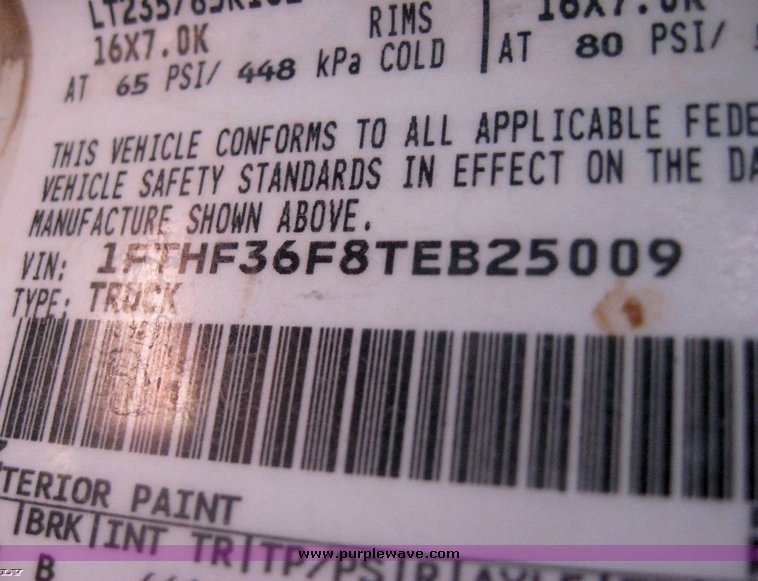 RIMS
16X7.0K 16X7.0K
AT 65 PSI/ 448 kPa COLD AT 80 PSI/
THIS VEHICLE CONFORMS TO ALL APPLICABLE FEDE
VEHICLE SAFETY STANDARDS IN EFFECT ON THE DA
MANUFACTURE SHOWN ABOVE.
VIN: 1FTHF36F8TEB25009
TYPE: TRUCK
TERIOR PAINT
BRK INT TR TP/PS R AXLE
B
www.purplewave.com